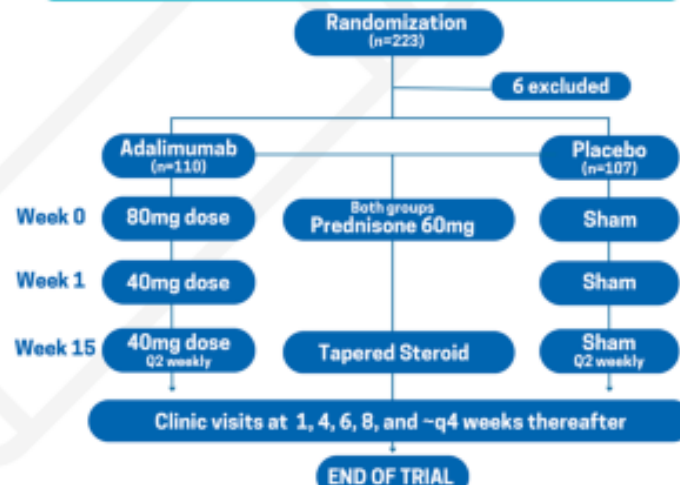 Randomization
(n=223)
6 excluded
Adalimumab
(n=110)
Placebo
(n=107)
Week 0
80mg dose
Both groups
Prednisone 60mg
Sham
Week 1
40mg dose
Sham
Week 15
40mg dose
Q2 weekly
Tapered Steroid
Sham
Q2 weekly
Clinic visits at 1, 4, 6, 8, and ~q4 weeks thereafter
END OF TRIAL